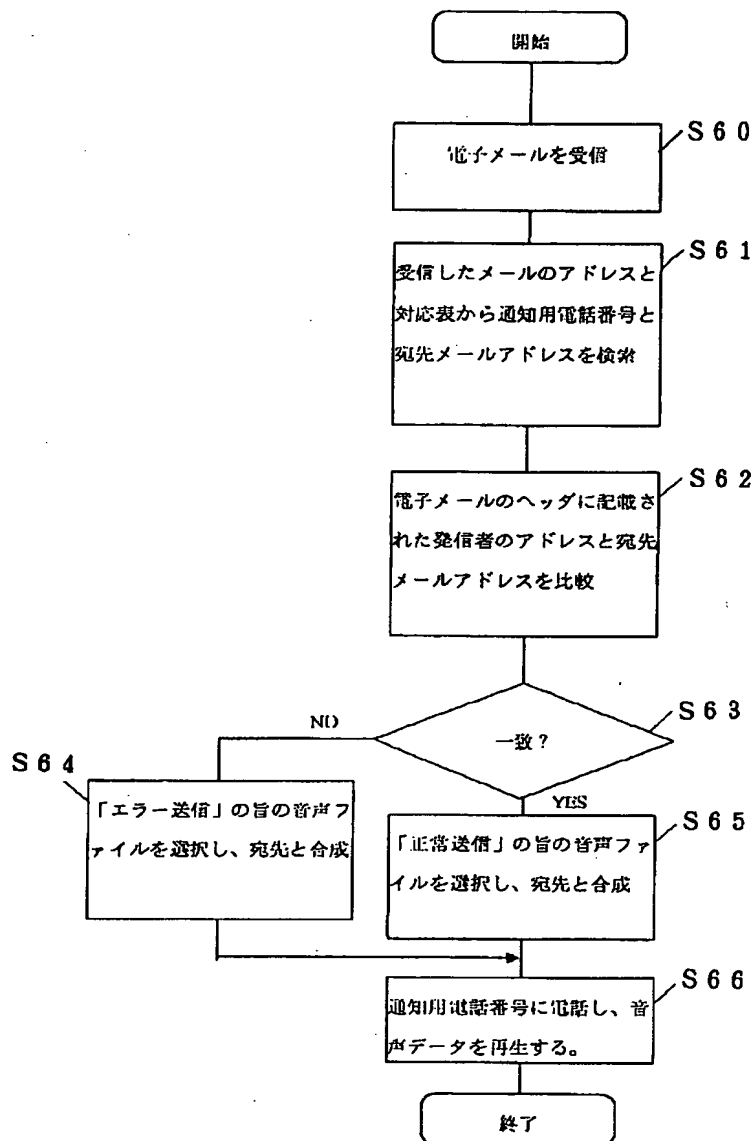 開始
S60
電子メールを受信
S61
受信したメールのアドレスと
対応表から通知用電話番号と
宛先メールアドレスを検索
S62
電子メールのヘッダに記載さ
れた発信者のアドレスと宛先
メールアドレスを比較
S63
一致？
NO
YES
S64
「エラー送信」の旨の音声フ
ァイルを選択し、宛先と合成
S65
「正常送信」の旨の音声ファ
イルを選択し、宛先と合成
S66
通知用電話番号に電話し、音
声データを再生する。
終了